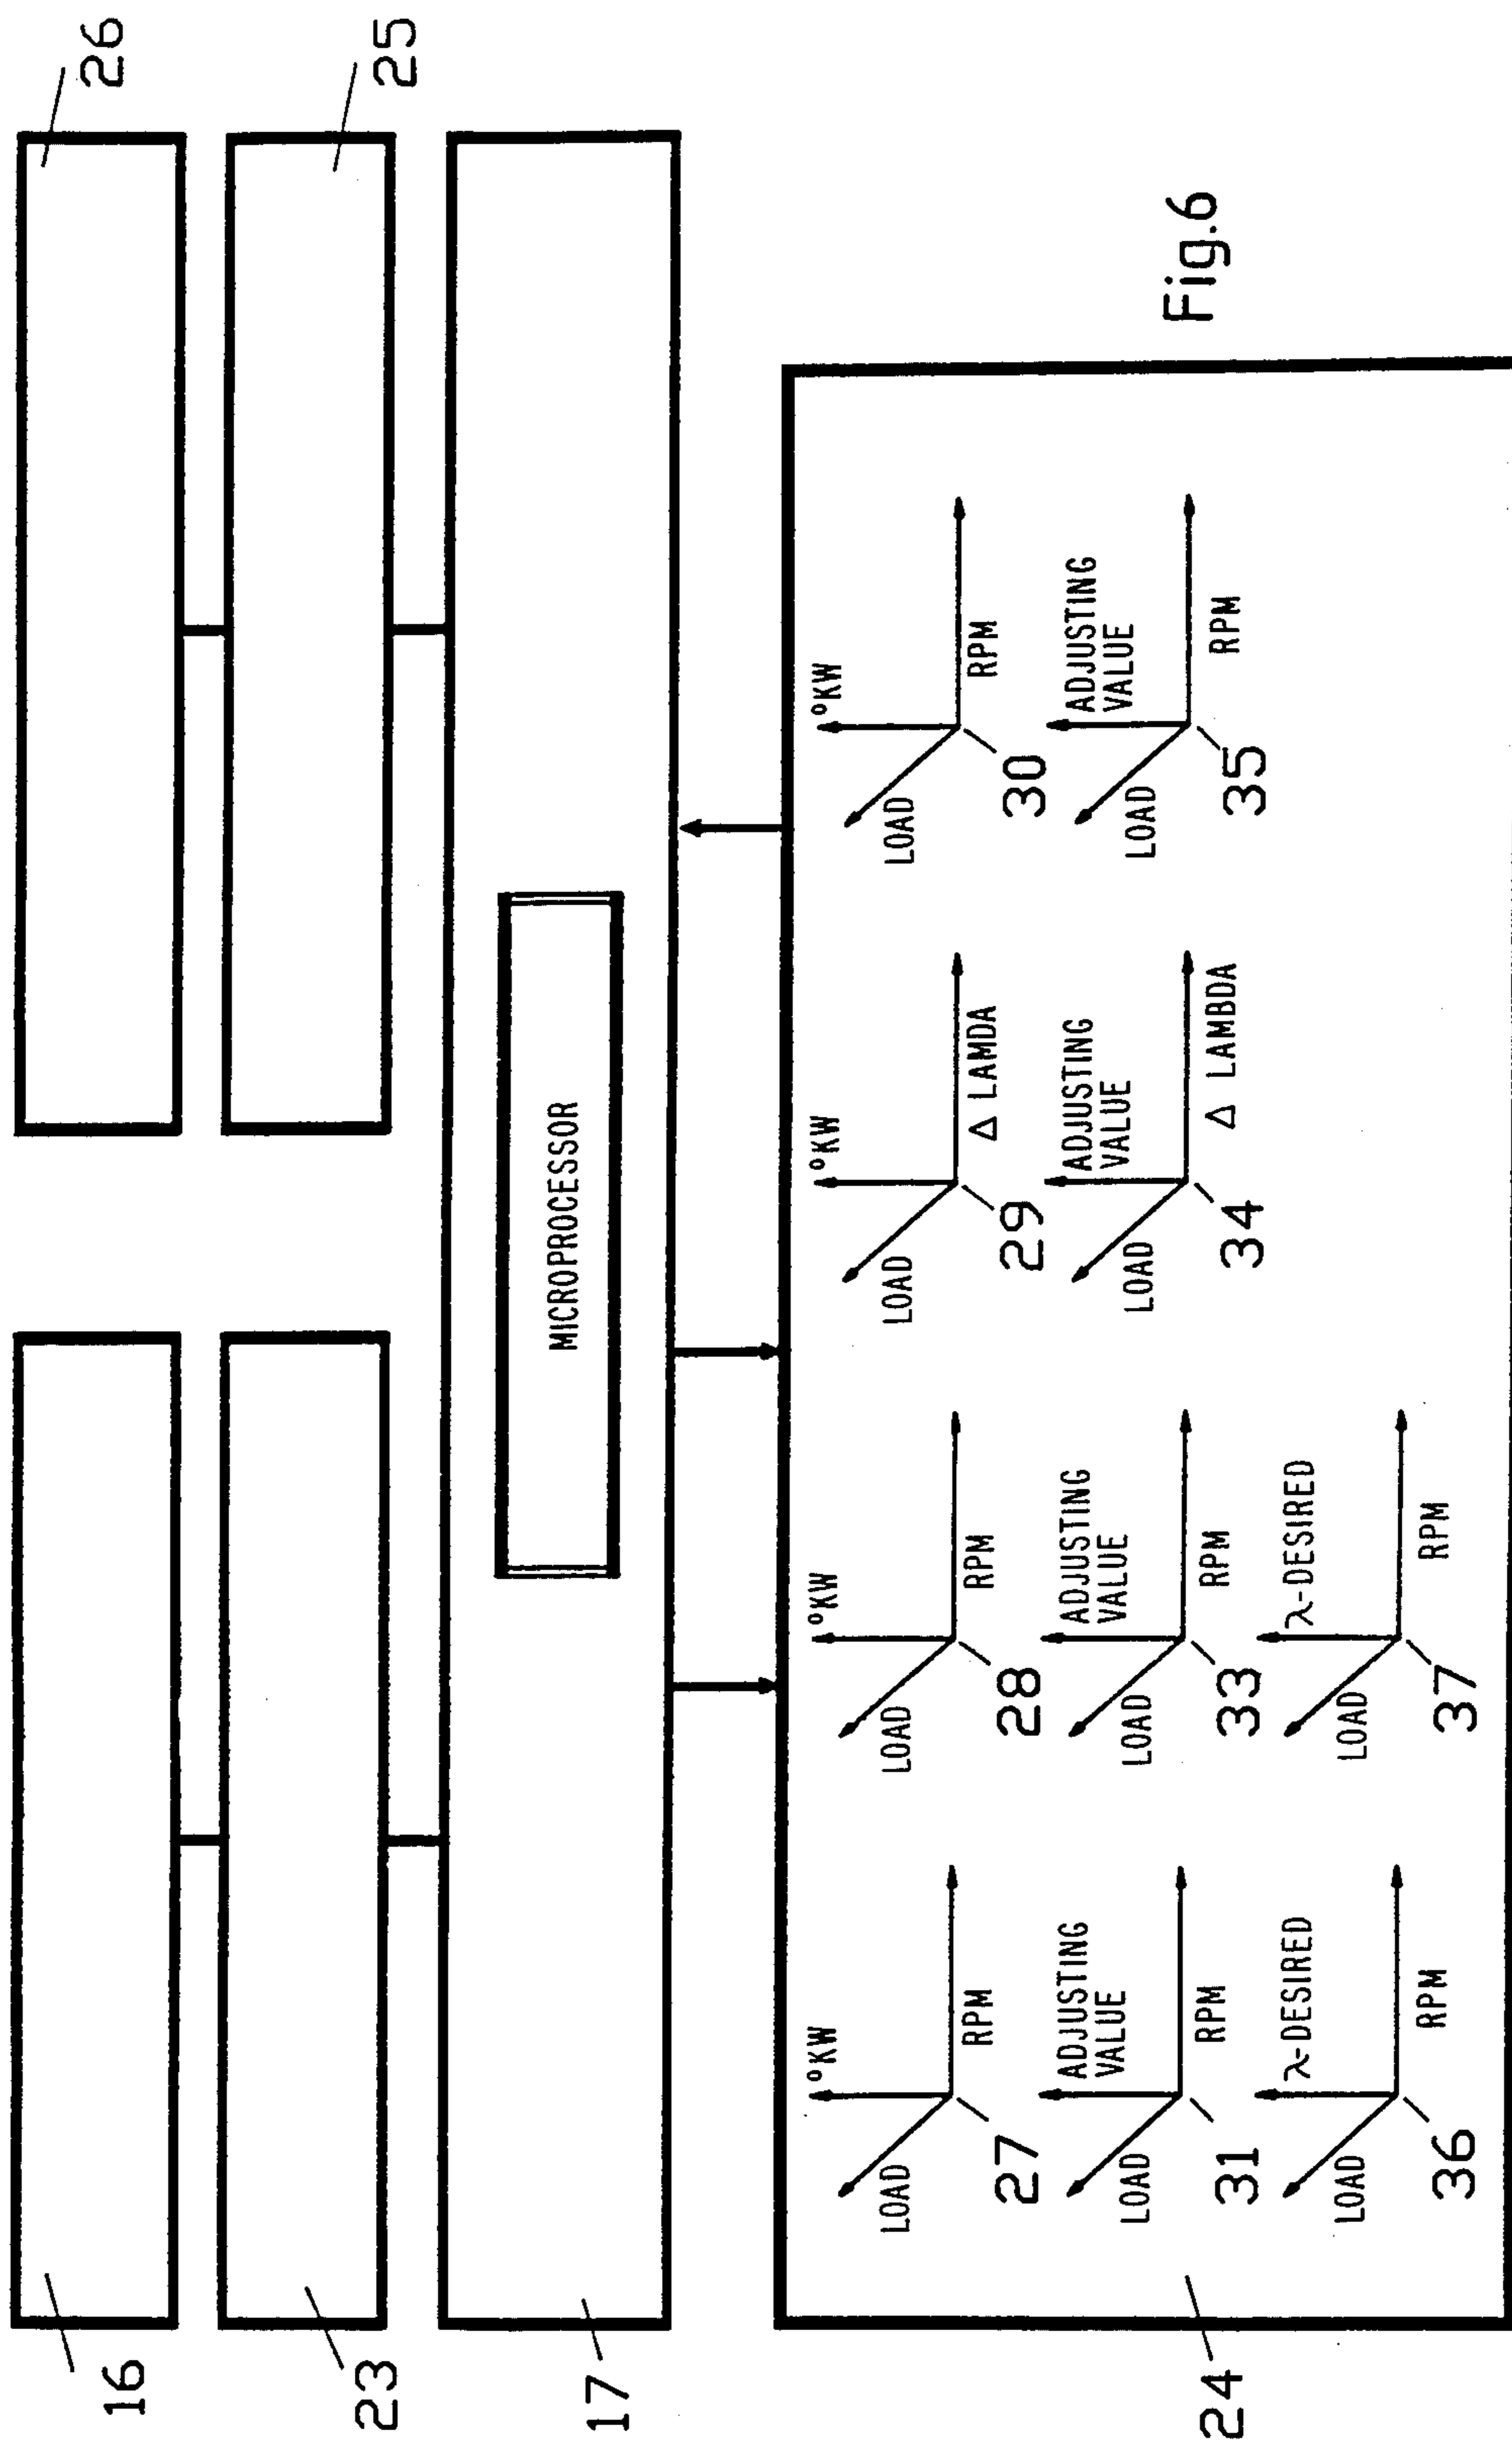 16
26
23
25
17
MICROPROCESSOR
Fig.6
24
°KW
LOAD
RPM
27
°KW
LOAD
RPM
28
°KW
LOAD
Δ LAMDA
29
°KW
LOAD
RPM
30
ADJUSTING
VALUE
LOAD
RPM
31
ADJUSTING
VALUE
LOAD
RPM
33
ADJUSTING
VALUE
LOAD
Δ LAMBDA
34
ADJUSTING
VALUE
LOAD
RPM
35
λ-DESIRED
LOAD
RPM
36
λ-DESIRED
LOAD
RPM
37